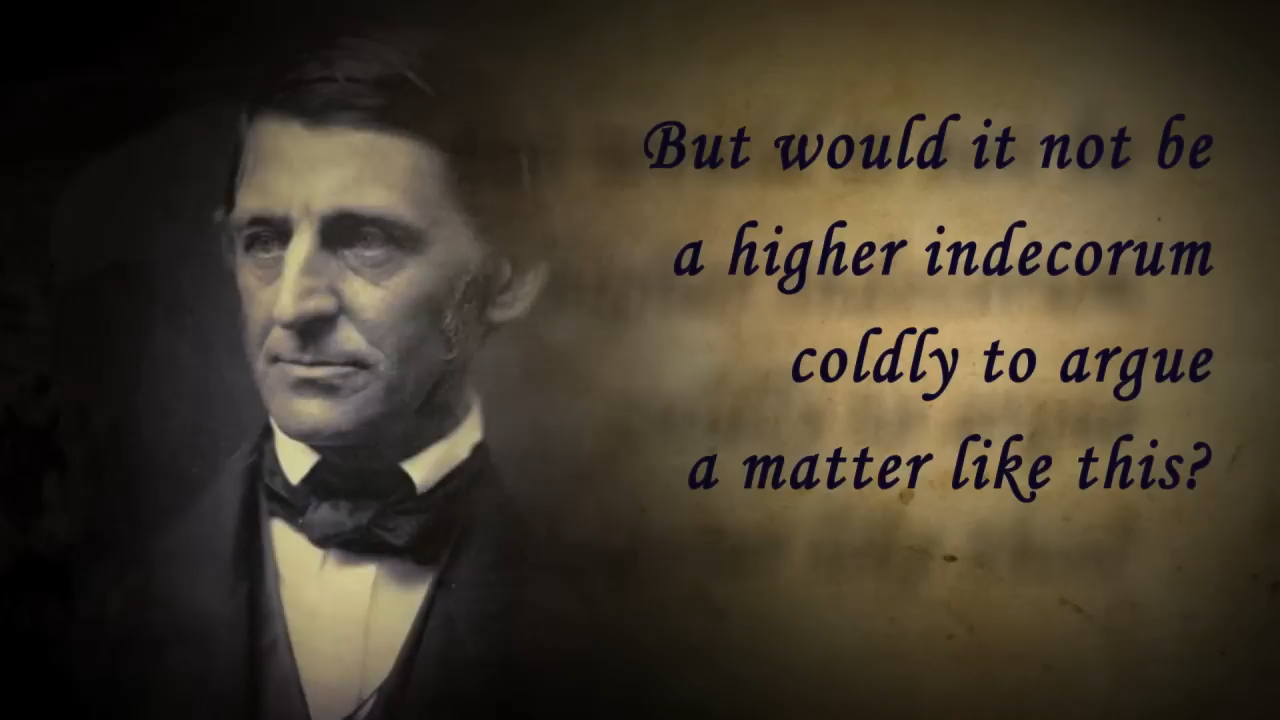 But would it not be
a higher indecorum
coldly to argue
a matter like this?